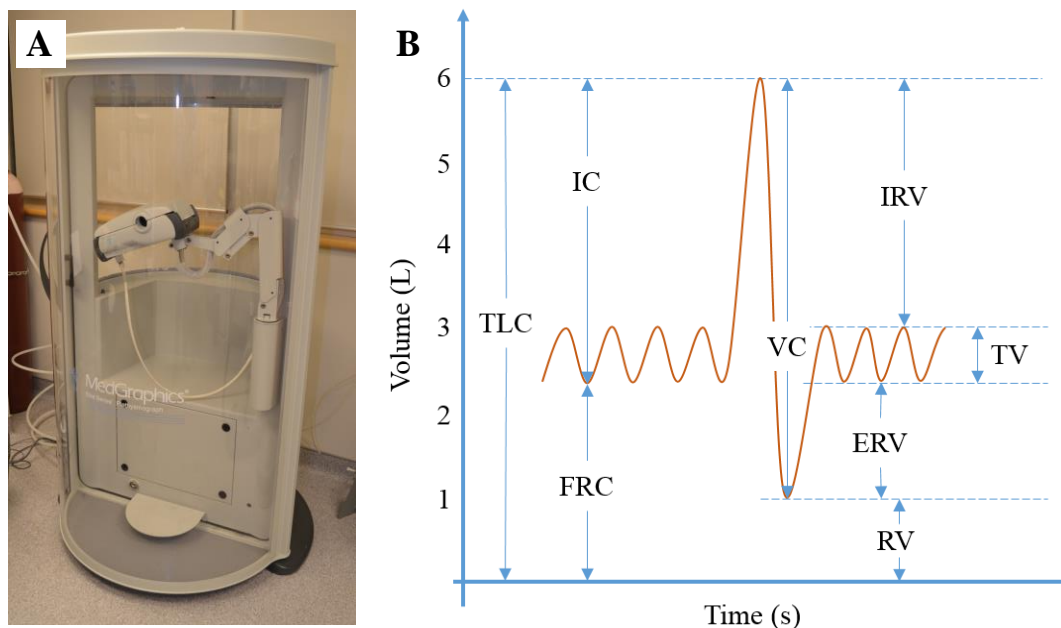 A
MedGraphics
B
Volume (L)
6
5
4
3
2
1
TLC
IC
FRC
VC
IRV
TV
ERV
RV
Time (s)